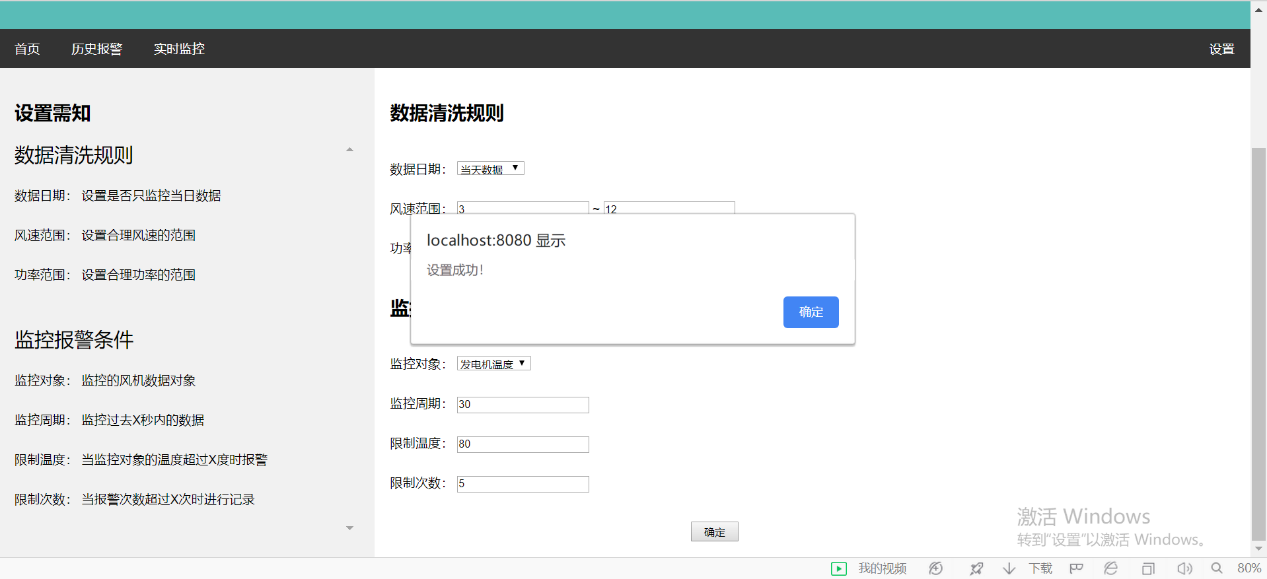 首页 历史报警 实时监控 设置
设置需知
数据清洗规则
数据日期： 设置是否只监控当日数据
风速范围： 设置合理风速的范围
功率范围： 设置合理功率的范围
监控报警条件
监控对象： 监控的风机数据对象
监控周期： 监控过去X秒内的数据
限制温度： 当监控对象的温度超过X度时报警
限制次数： 当报警次数超过X次时进行记录
数据清洗规则
数据日期： 当天数据
风速范围： 3 ~ 12
功率
localhost:8080 显示
设置成功！
确定
监
监控对象： 发电机温度
监控周期： 30
限制温度： 80
限制次数： 5
确定
激活 Windows
转到"设置"以激活 Windows。
我的视频 下载 80%